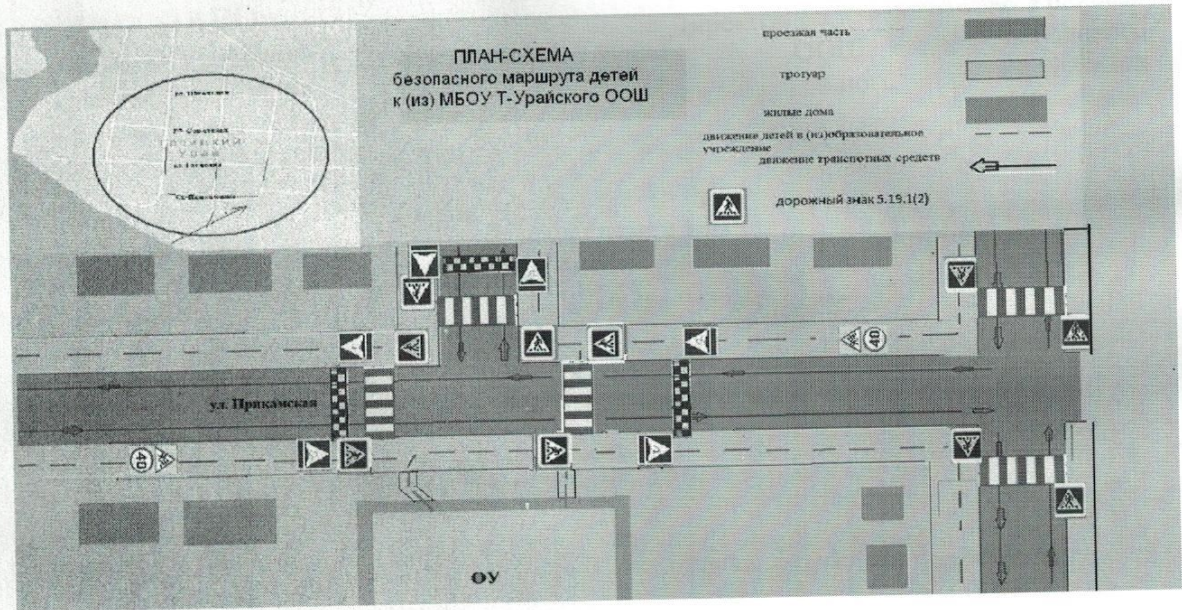 ПЛАН-СХЕМА
безопасного маршрута детей
к (из) МБОУ Т-Урайского ООШ
проезжая часть
тротуар
жилые дома
движение детей в (из)образовательное
учреждение
движение транспотных средств
дорожный знак 5.19.1(2)
40
ул. Прикамская
40
ОУ